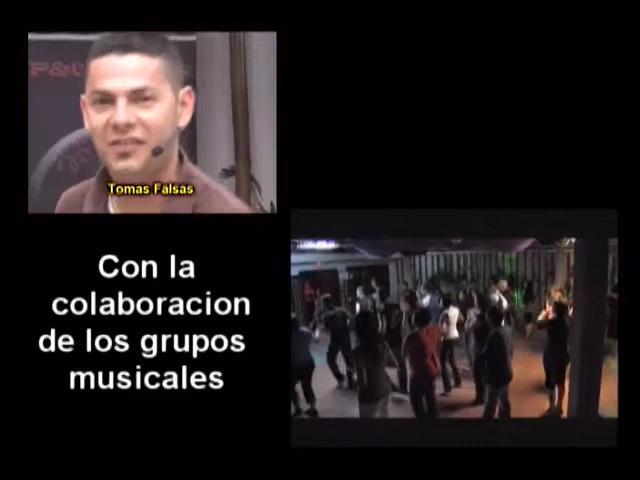 Tomas Falsas
Con la
colaboracion
de los grupos
musicales